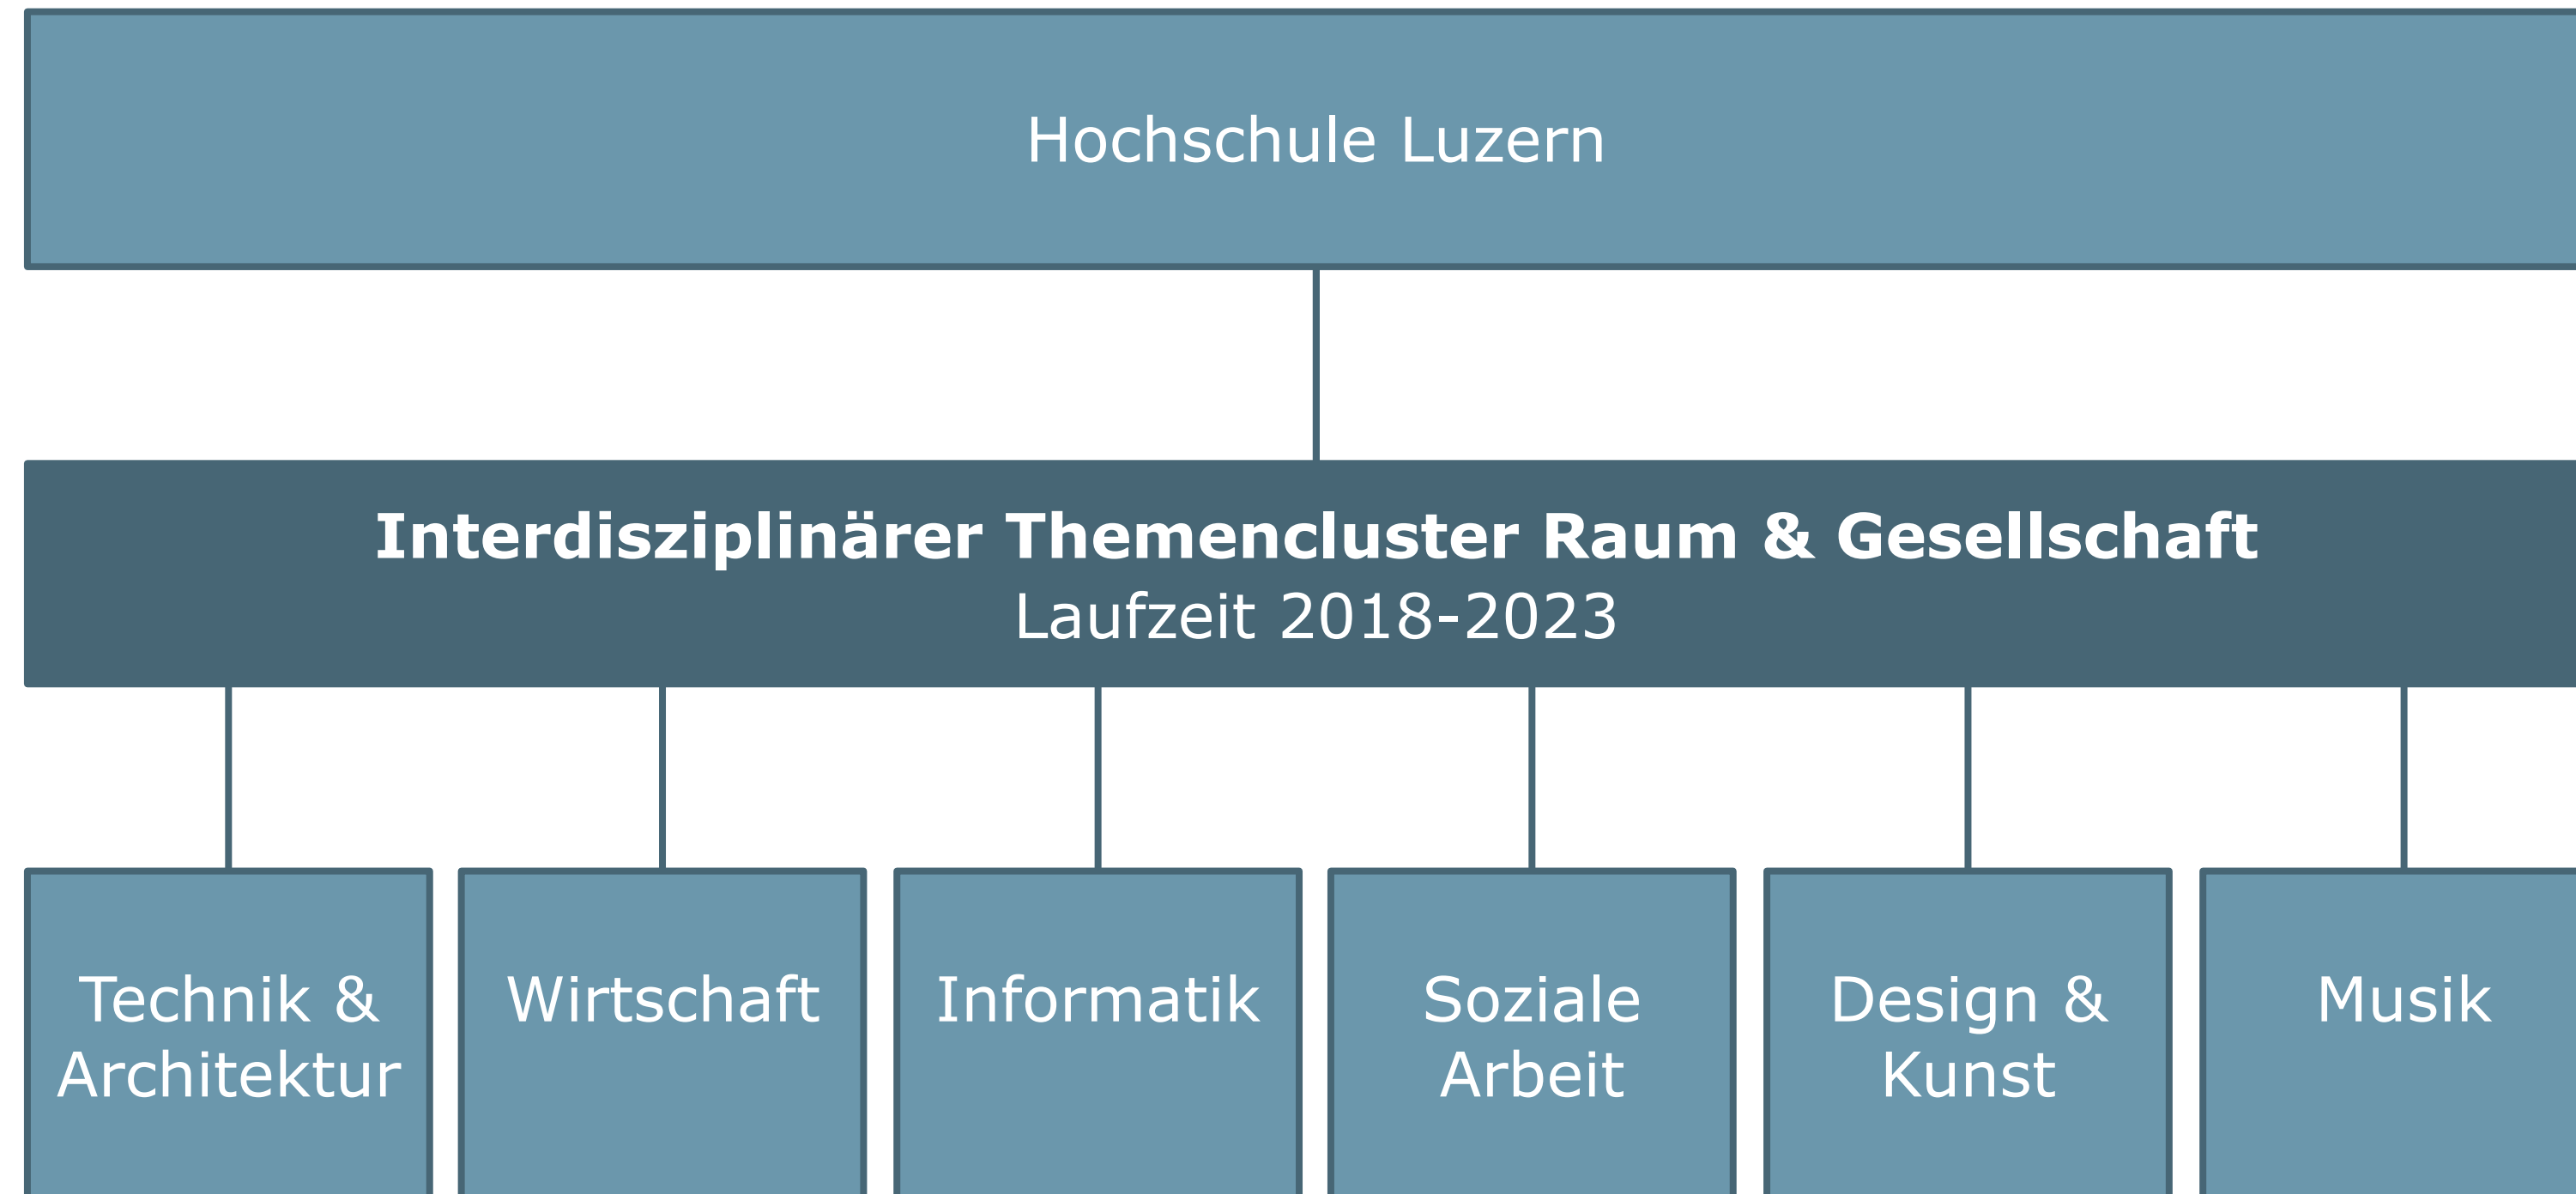 Hochschule Luzern
Interdisziplinärer Themencluster Raum & Gesellschaft
Laufzeit 2018-2023
Technik &
Architektur
Wirtschaft
Informatik
Soziale
Arbeit
Design &
Kunst
Musik